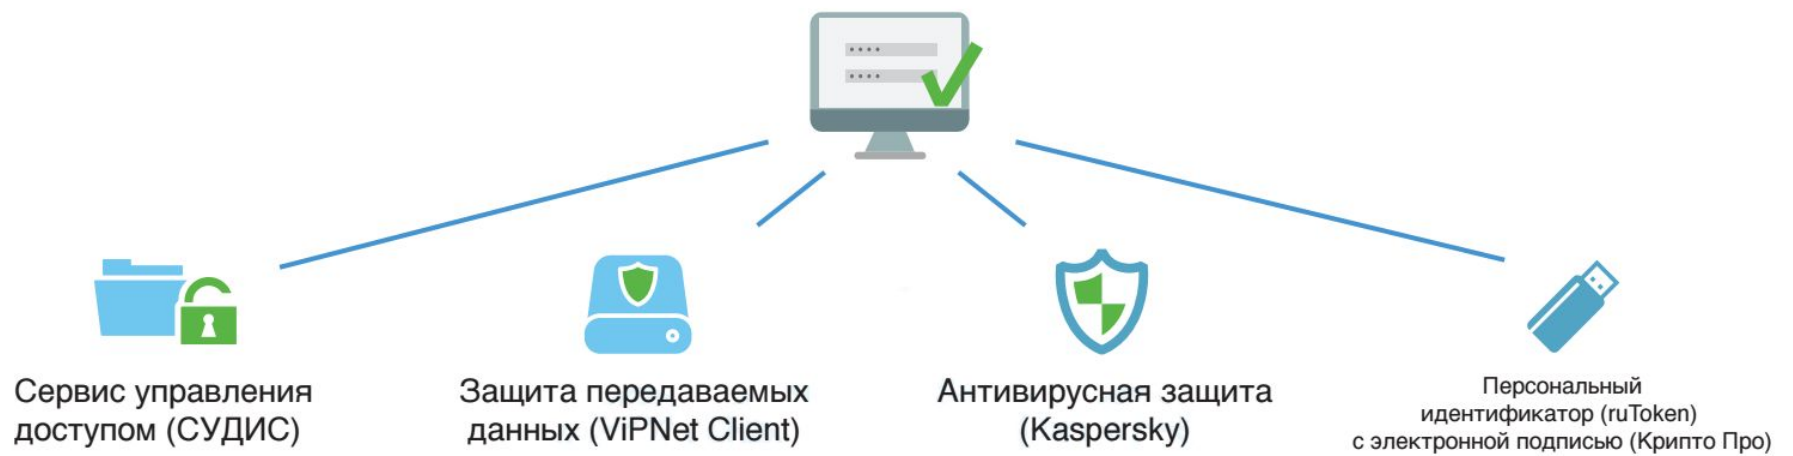 Сервис управления
доступом (СУДИС)
Защита передаваемых
данных (ViPNet Client)
Антивирусная защита
(Kaspersky)
Персональный
идентификатор (ruToken)
с электронной подписью (Крипто Про)